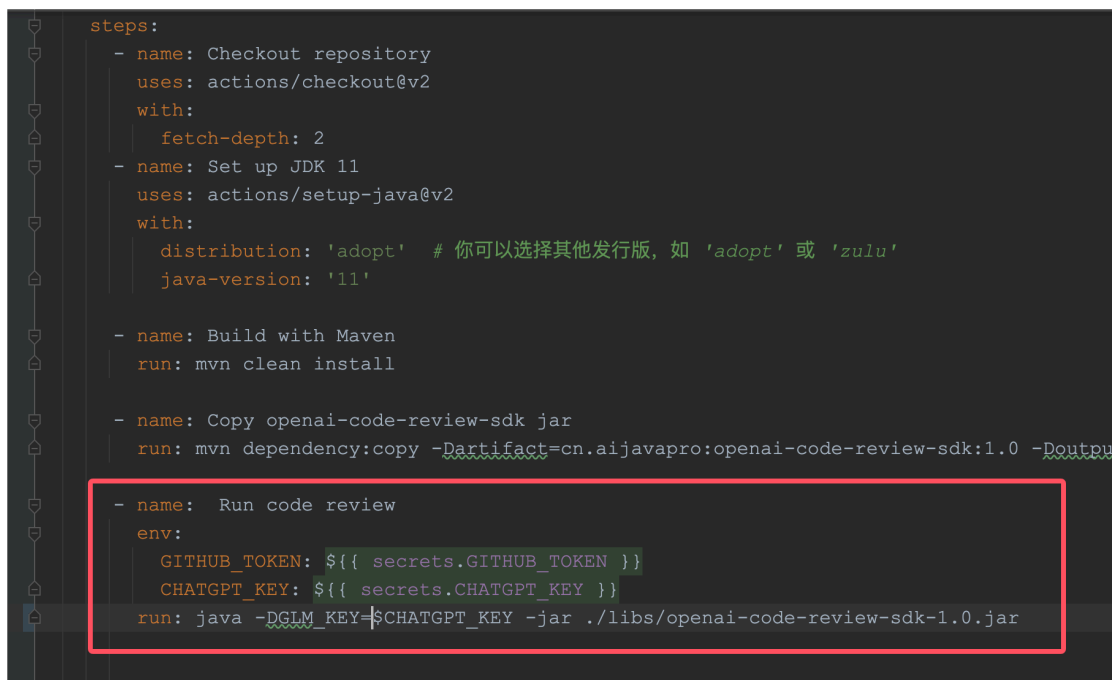 steps:
- name: Checkout repository
uses: actions/checkout@v2
with:
fetch-depth: 2
- name: Set up JDK 11
uses: actions/setup-java@v2
with:
distribution: 'adopt'  # 你可以选择其他发行版，如 'adopt' 或 'zulu'
java-version: '11'
- name: Build with Maven
run: mvn clean install
- name: Copy openai-code-review-sdk jar
run: mvn dependency:copy -Dartifact=cn.aijavapro:openai-code-review-sdk:1.0 -Doutpu
- name:  Run code review
env:
GITHUB_TOKEN: ${{ secrets.GITHUB_TOKEN }}
CHATGPT_KEY: ${{ secrets.CHATGPT_KEY }}
run: java -DGLM_KEY=$CHATGPT_KEY -jar ./libs/openai-code-review-sdk-1.0.jar